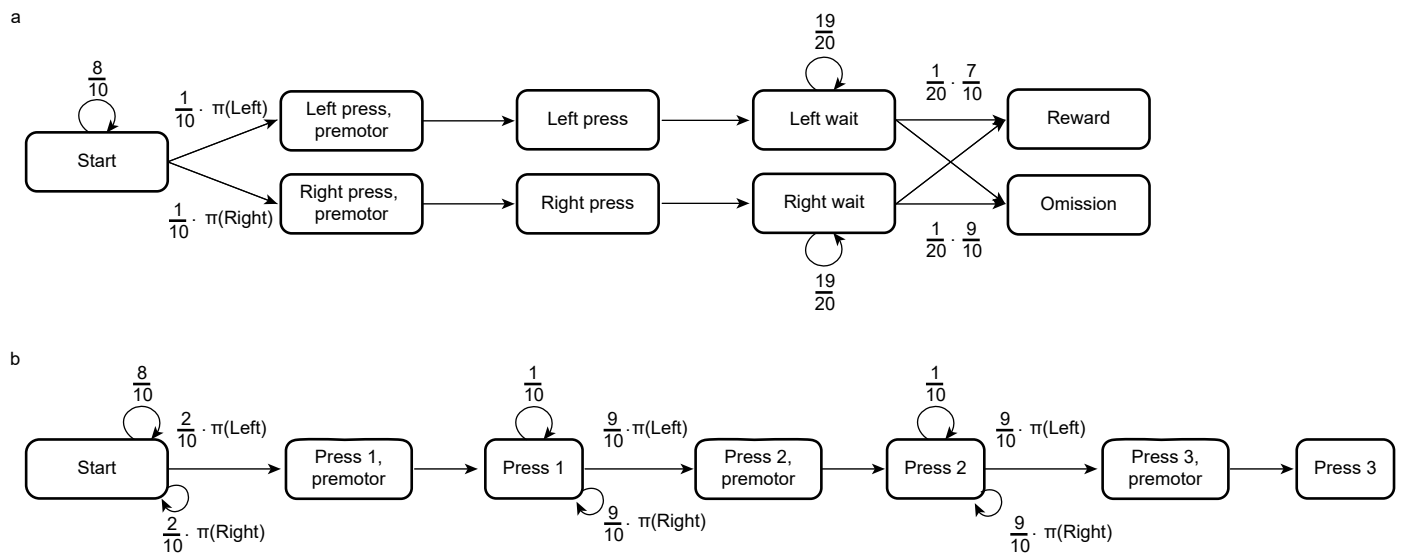 a
8/10
1/10 · π(Left)
1/10 · π(Right)
Start
Left press,
premotor
Right press,
premotor
Left press
Right press
19/20
Left wait
Right wait
19/20
1/20 · 7/10
1/20 · 9/10
Reward
Omission
b
8/10
Start
2/10 · π(Left)
2/10 · π(Right)
Press 1,
premotor
1/10
Press 1
9/10 · π(Left)
9/10 · π(Right)
Press 2,
premotor
1/10
Press 2
9/10 · π(Left)
9/10 · π(Right)
Press 3,
premotor
Press 3